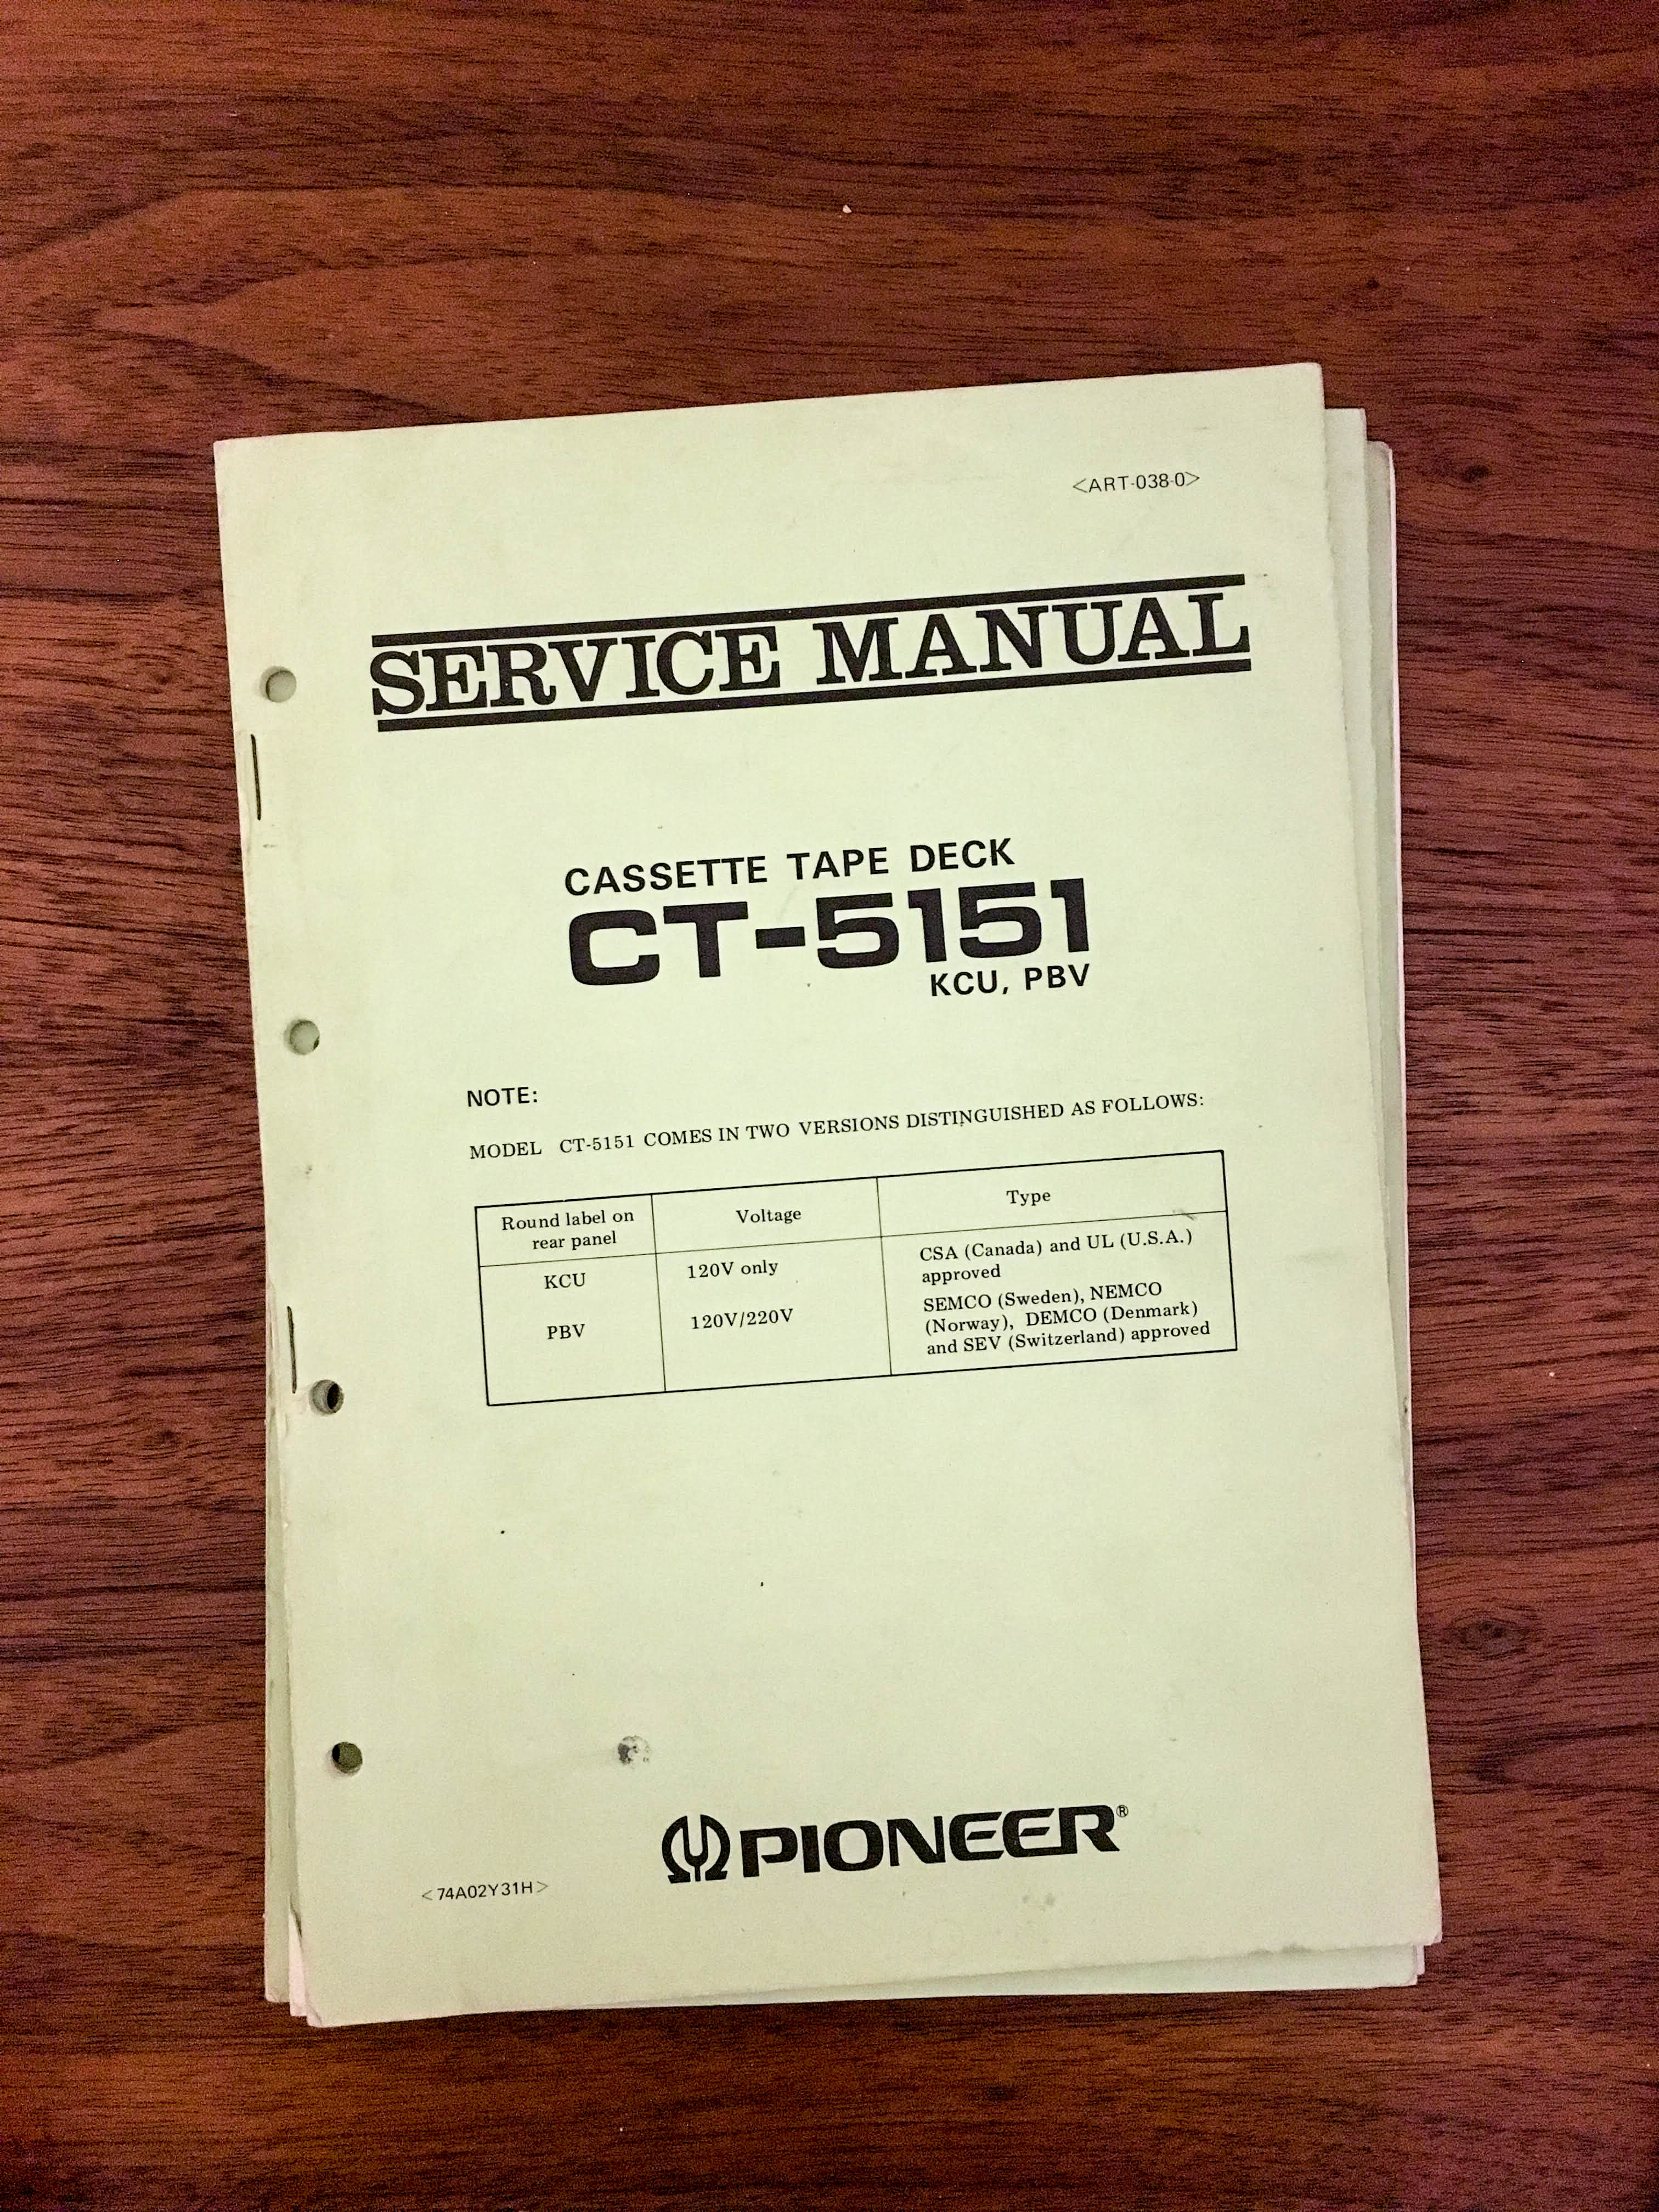 <ART-038-0>
SERVICE MANUAL
CASSETTE TAPE DECK
CT-5151
KCU, PBV
NOTE:
MODEL CT-5151 COMES IN TWO VERSIONS DISTINGUISHED AS FOLLOWS:
Round label on
rear panel
Voltage
Type
KCU
120V only
CSA (Canada) and UL (U.S.A.)
approved
PBV
120V/220V
SEMCO (Sweden), NEMCO
(Norway), DEMCO (Denmark)
and SEV (Switzerland) approved
PIONEER®
<74A02Y31H>